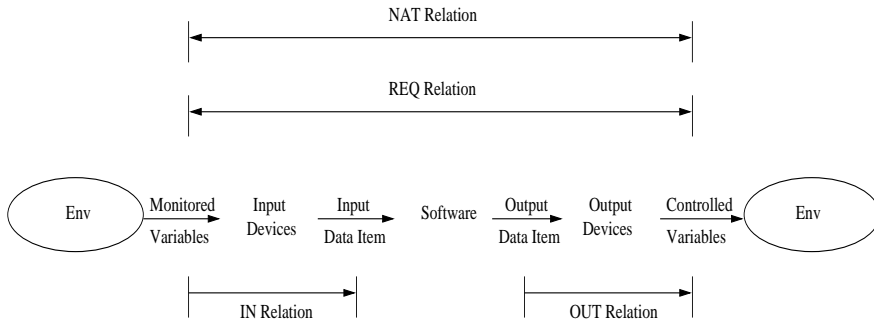 NAT Relation
REQ Relation
Env
Monitored
Variables
Input
Devices
Input
Data Item
Software
Output
Data Item
Output
Devices
Controlled
Variables
Env
IN Relation
OUT Relation